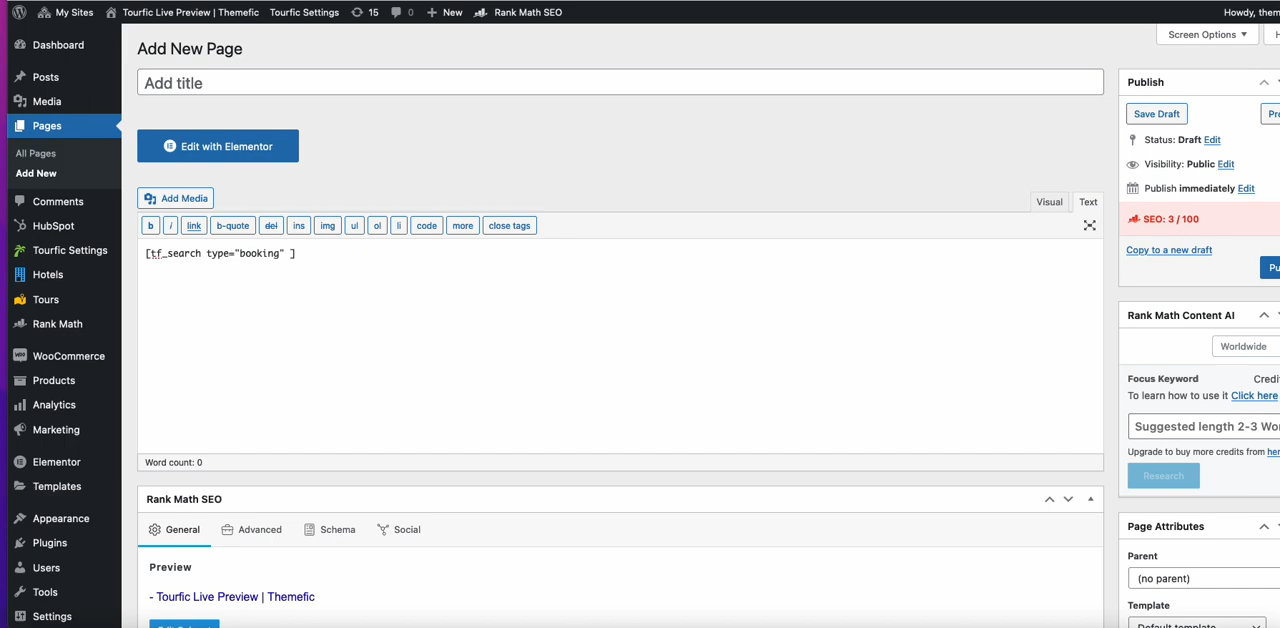 My Sites Tourfic Live Preview | Themefic Tourfic Settings 15 0 New Rank Math SEO Howdy,
Dashboard
Posts
Media
Pages
All Pages
Add New
Comments
HubSpot
Tourfic Settings
Hotels
Tours
Rank Math
WooCommerce
Products
Analytics
Marketing
Elementor
Templates
Appearance
Plugins
Users
Tools
Settings
Screen Options
Add New Page
Add title
Edit with Elementor
Add Media
Visual Text
b i link b-quote del ins img ul ol li code more close tags
[tf_search type="booking" ]
Word count: 0
Rank Math SEO
General Advanced Schema Social
Preview
- Tourfic Live Preview | Themefic
Publish
Save Draft
Status: Draft Edit
Visibility: Public Edit
Publish immediately Edit
SEO: 3 / 100
Copy to a new draft
Rank Math Content AI
Worldwide
Focus Keyword
To learn how to use it Click here
Suggested length 2-3
Upgrade to buy more credits from
Research
Page Attributes
Parent
(no parent)
Template
Default template